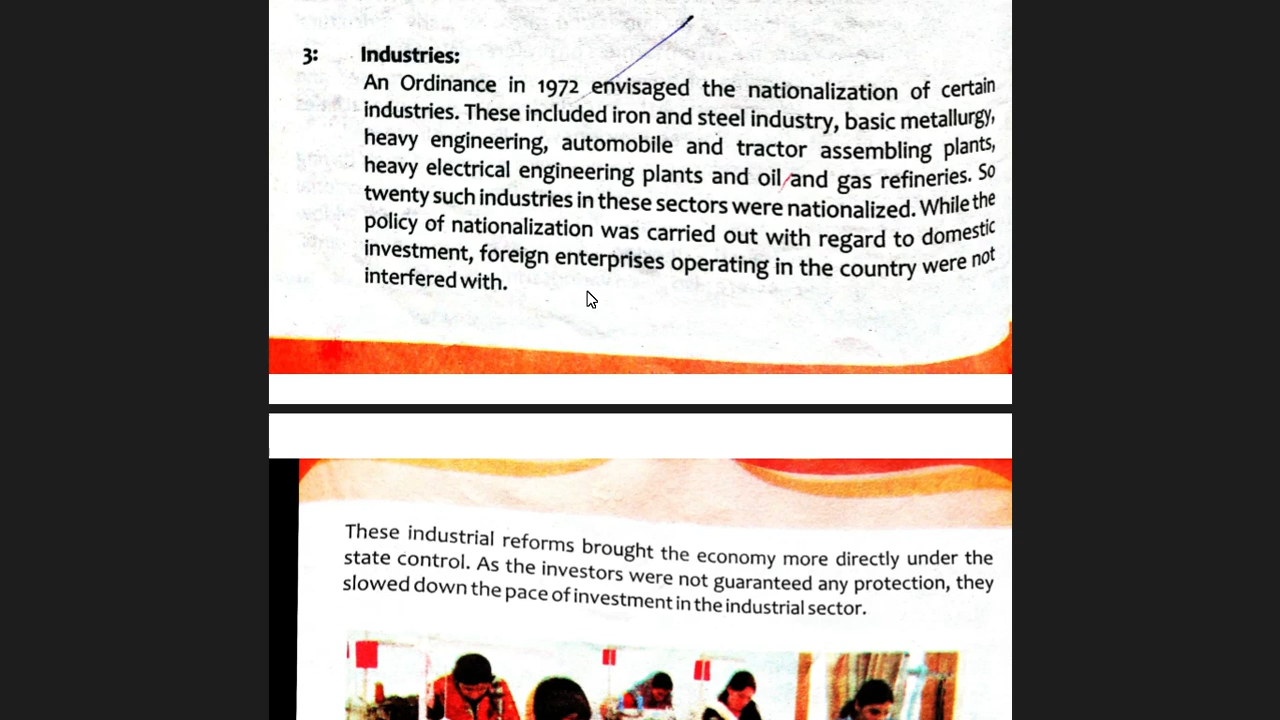 3: Industries:
An Ordinance in 1972 envisaged the nationalization of certain
industries. These included iron and steel industry, basic metallurgy,
heavy engineering, automobile and tractor assembling plants,
heavy electrical engineering plants and oil and gas refineries. So
twenty such industries in these sectors were nationalized. While the
policy of nationalization was carried out with regard to domestic
investment, foreign enterprises operating in the country were not
interfered with.
These industrial reforms brought the economy more directly under the
state control. As the investors were not guaranteed any protection, they
slowed down the pace of investment in the industrial sector.